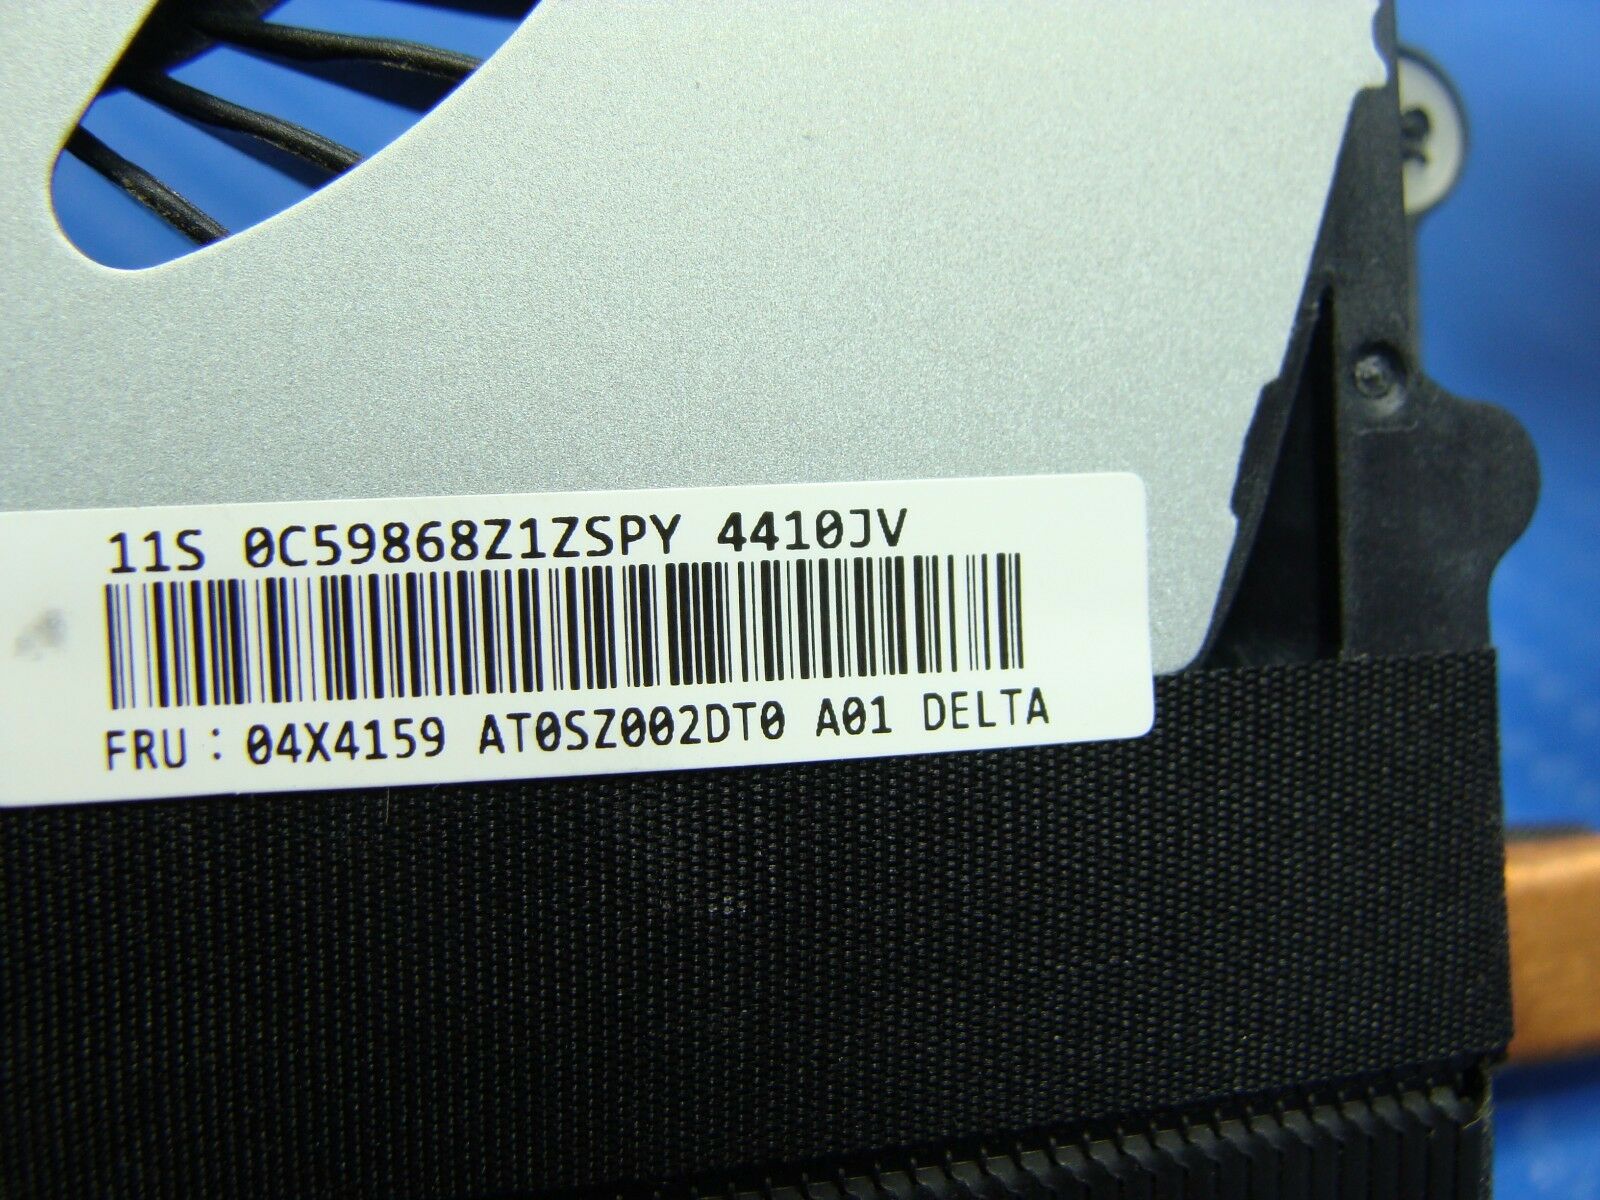 11S 0C59868Z1ZSPY 4410JV
FRU : 04X4159 AT0SZ002DT0 A01 DELTA